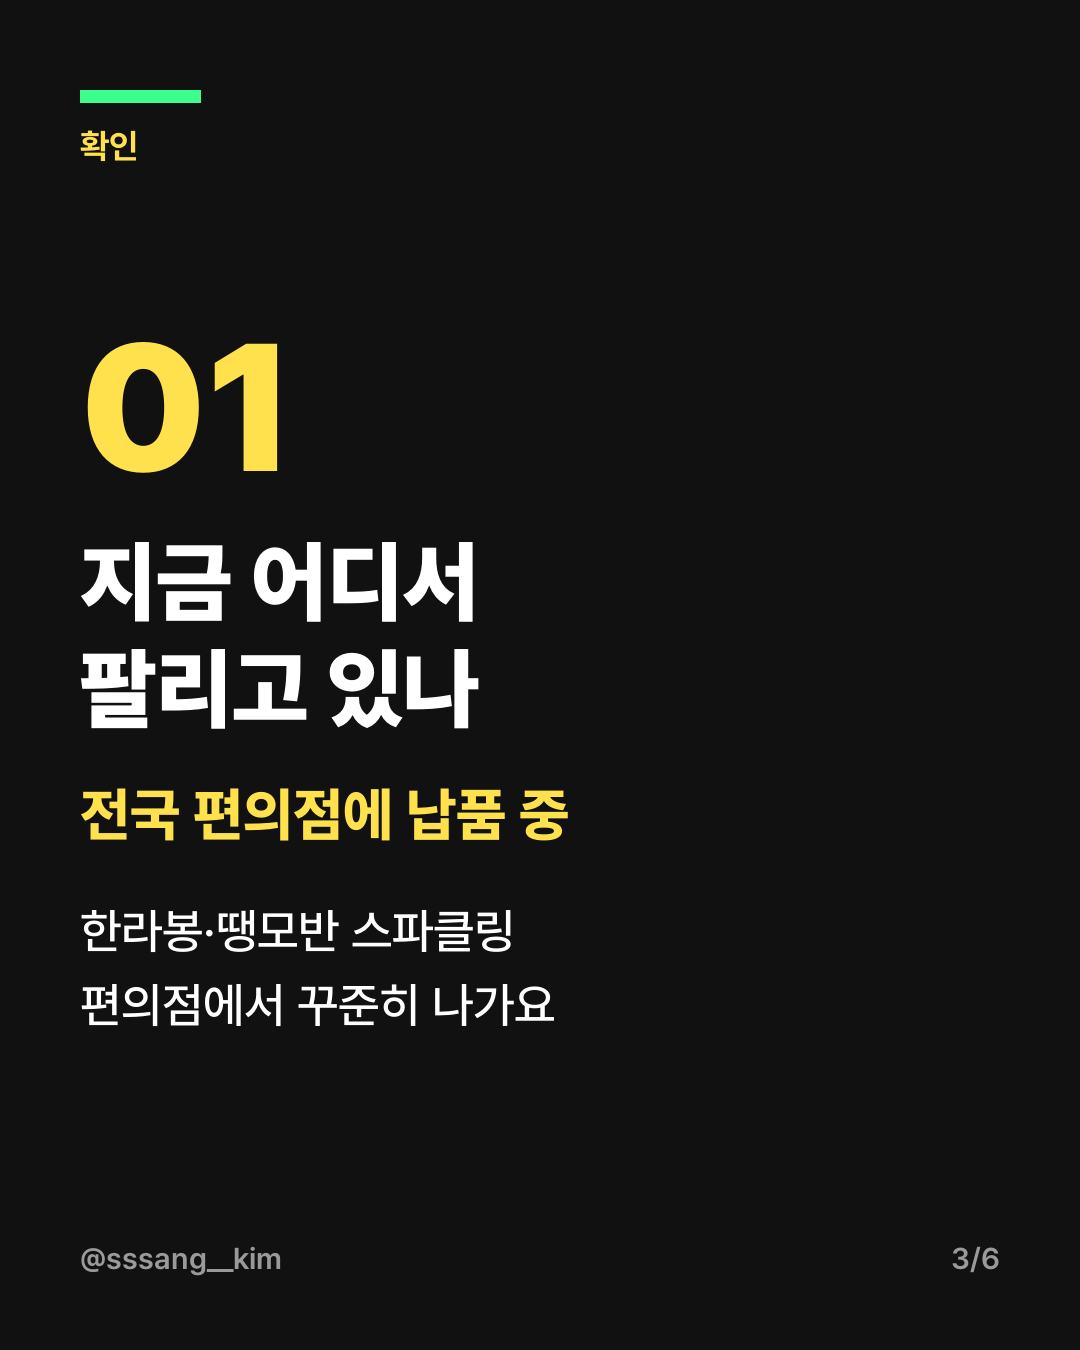 확인
01
지금 어디서
팔리고 있나
전국 편의점에 납품 중
한라봉·땡모반 스파클링
편의점에서 꾸준히 나가요
@sssang__kim
3/6